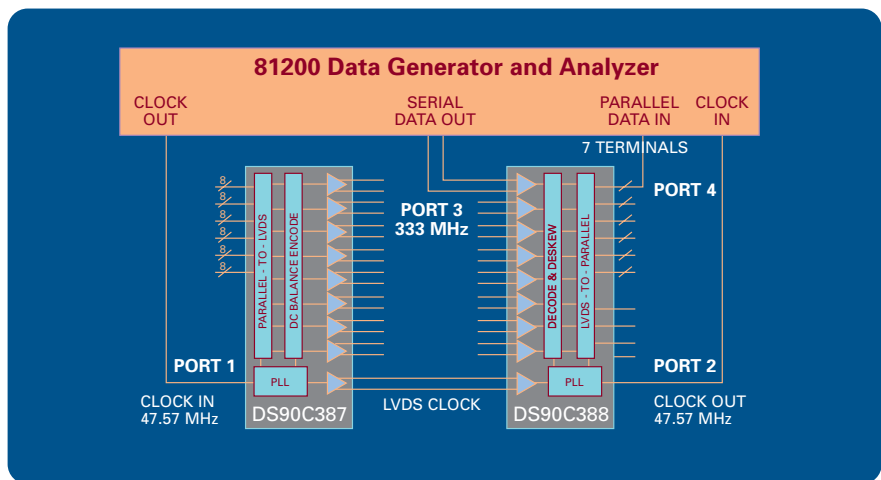 81200 Data Generator and Analyzer
CLOCK
OUT
SERIAL
DATA OUT
PARALLEL
DATA IN
CLOCK
IN
7 TERMINALS
8
8
8
8
8
8
PARALLEL - TO - LVDS
DC BALANCE ENCODE
PORT 3
333 MHz
DECODE & DESKEW
LVDS - TO - PARALLEL
PORT 4
PORT 1
PLL
PLL
PORT 2
CLOCK IN
47.57 MHz
DS90C387
LVDS CLOCK
DS90C388
CLOCK OUT
47.57 MHz